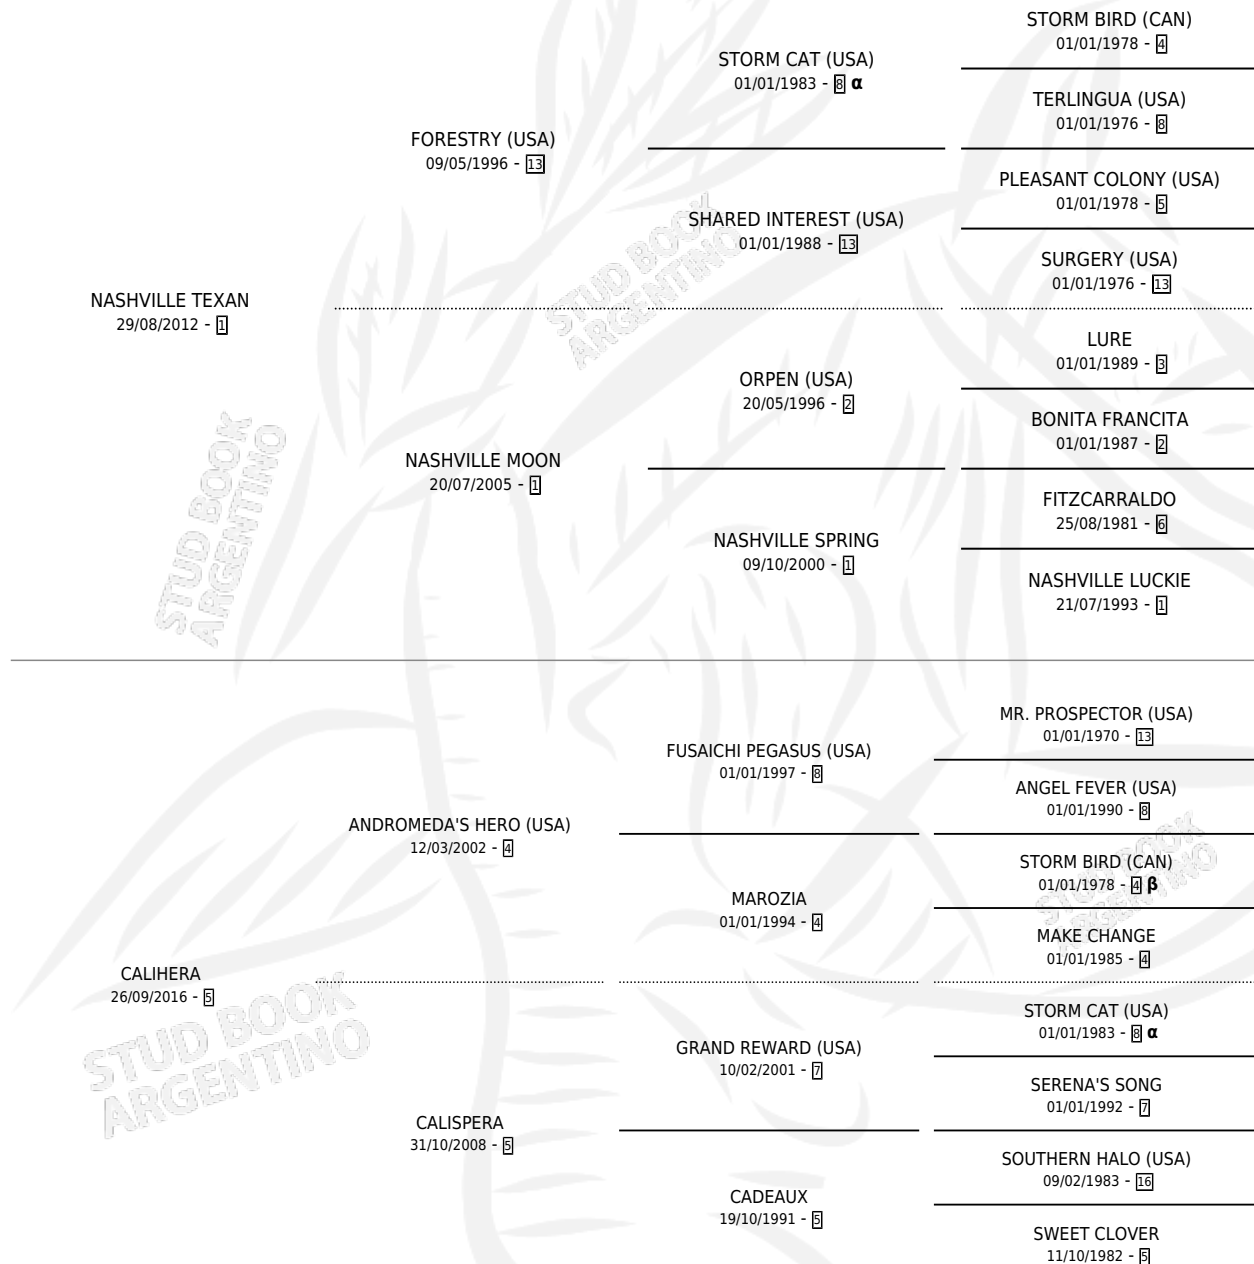 STORM BIRD (CAN)
01/01/1978 - 4
STORM CAT (USA)
01/01/1983 - 8 α
TERLINGUA (USA)
01/01/1976 - 8
FORESTRY (USA)
09/05/1996 - 13
PLEASANT COLONY (USA)
01/01/1978 - 5
SHARED INTEREST (USA)
01/01/1988 - 13
SURGERY (USA)
01/01/1976 - 13
NASHVILLE TEXAN
29/08/2012 - 1
LURE
01/01/1989 - 3
ORPEN (USA)
20/05/1996 - 2
BONITA FRANCITA
01/01/1987 - 2
NASHVILLE MOON
20/07/2005 - 1
FITZCARRALDO
25/08/1981 - 6
NASHVILLE SPRING
09/10/2000 - 1
NASHVILLE LUCKIE
21/07/1993 - 1
STUD BOOK
ARGENTINO
STUD BOOK
ARGENTINO
MR. PROSPECTOR (USA)
01/01/1970 - 13
FUSAICHI PEGASUS (USA)
01/01/1997 - 8
ANGEL FEVER (USA)
01/01/1990 - 8
ANDROMEDA'S HERO (USA)
12/03/2002 - 4
STORM BIRD (CAN)
01/01/1978 - 4 β
MAROZIA
01/01/1994 - 4
MAKE CHANGE
01/01/1985 - 4
STUD BOOK
ARGENTINO
CALIHERA
26/09/2016 - 5
STORM CAT (USA)
01/01/1983 - 8 α
GRAND REWARD (USA)
10/02/2001 - 7
SERENA'S SONG
01/01/1992 - 7
STUD BOOK
ARGENTINO
CALISPERA
31/10/2008 - 5
SOUTHERN HALO (USA)
09/02/1983 - 16
CADEAUX
19/10/1991 - 5
SWEET CLOVER
11/10/1982 - 5